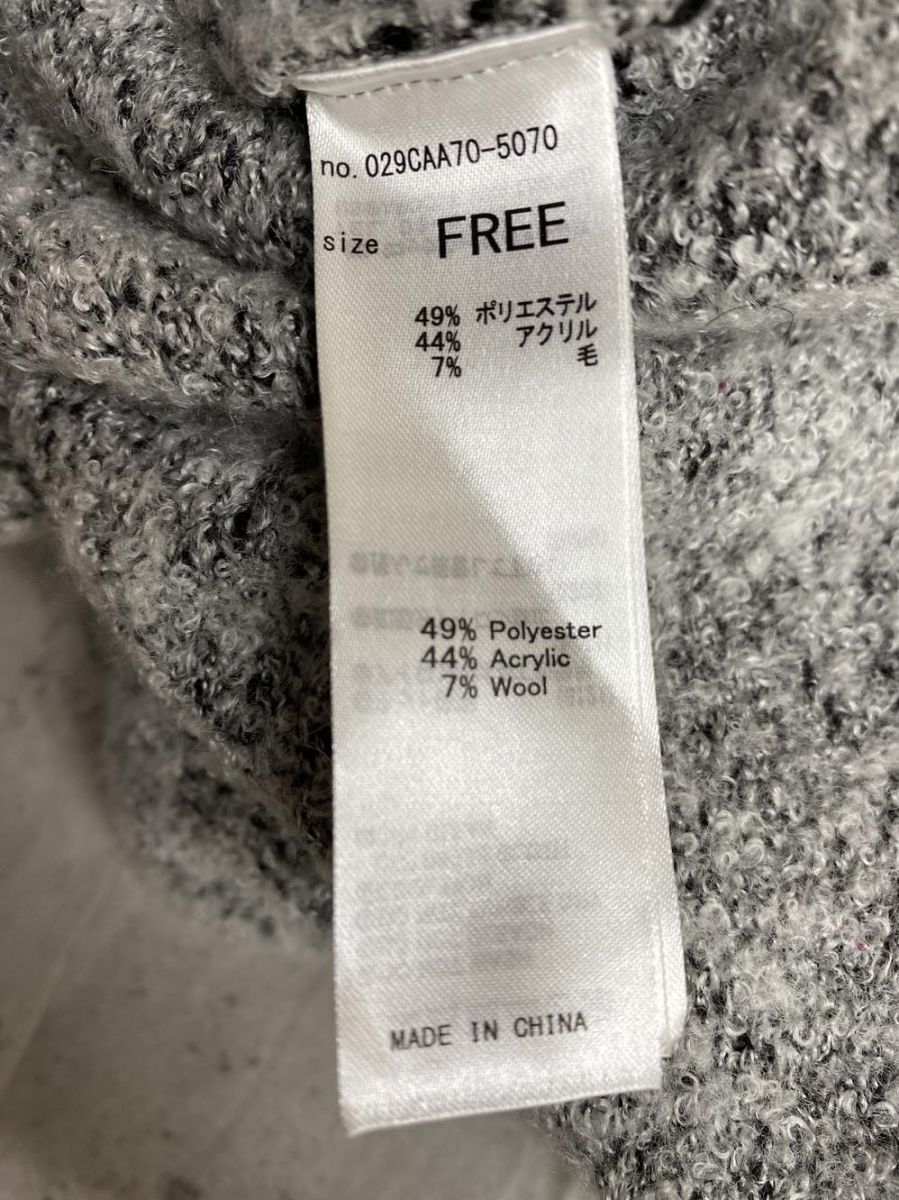 no. 029CAA70-5070
size FREE
49% ポリエステル
44% アクリル
7% 毛
49% Polyester
44% Acrylic
7% Wool
MADE IN CHINA